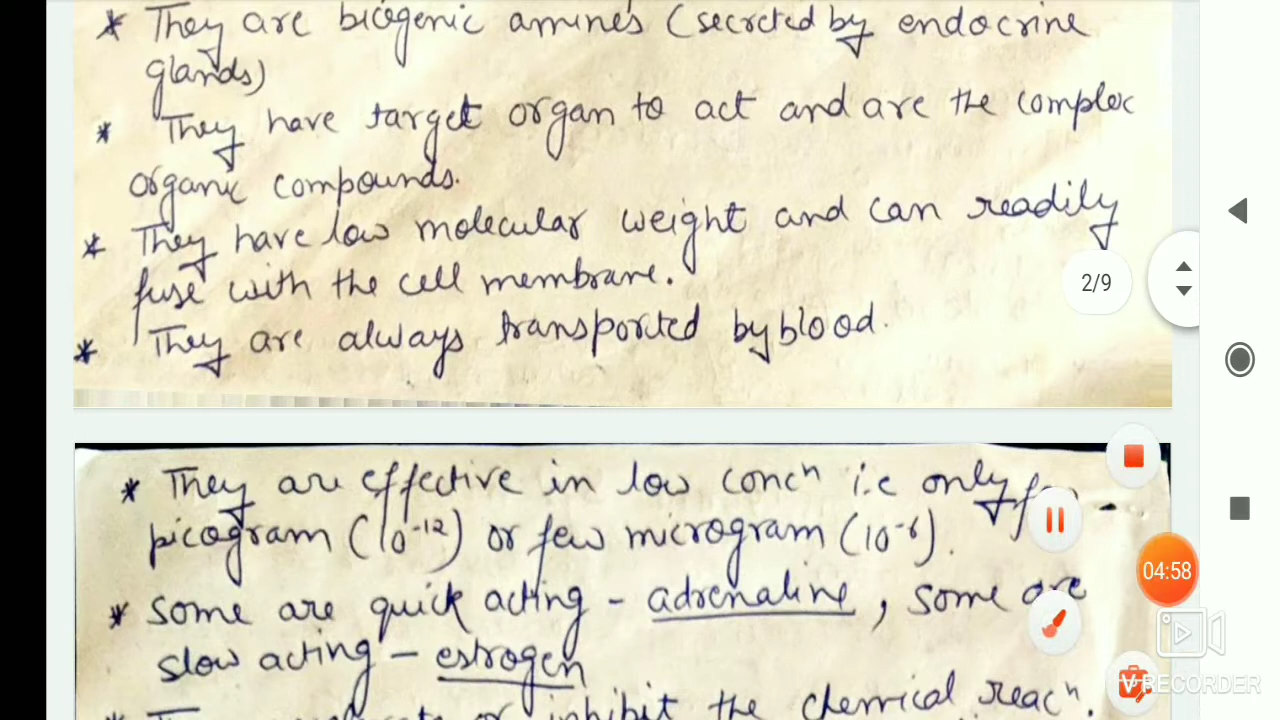 * They are biogenic amines (secreted by endocrine
glands)
* They have target organ to act and are the complex
organic compounds.
* They have low molecular weight and can readily
fuse with the cell membrane.
* They are always transported by blood.
2/9
* They are effective in low concⁿ i.e only
picogram (10⁻¹²) or few microgram (10⁻⁶).
04:58
* Some are quick acting - adrenaline, some are
slow acting - estrogen
V RECORDER
* or inhibit the chemical reacⁿ.